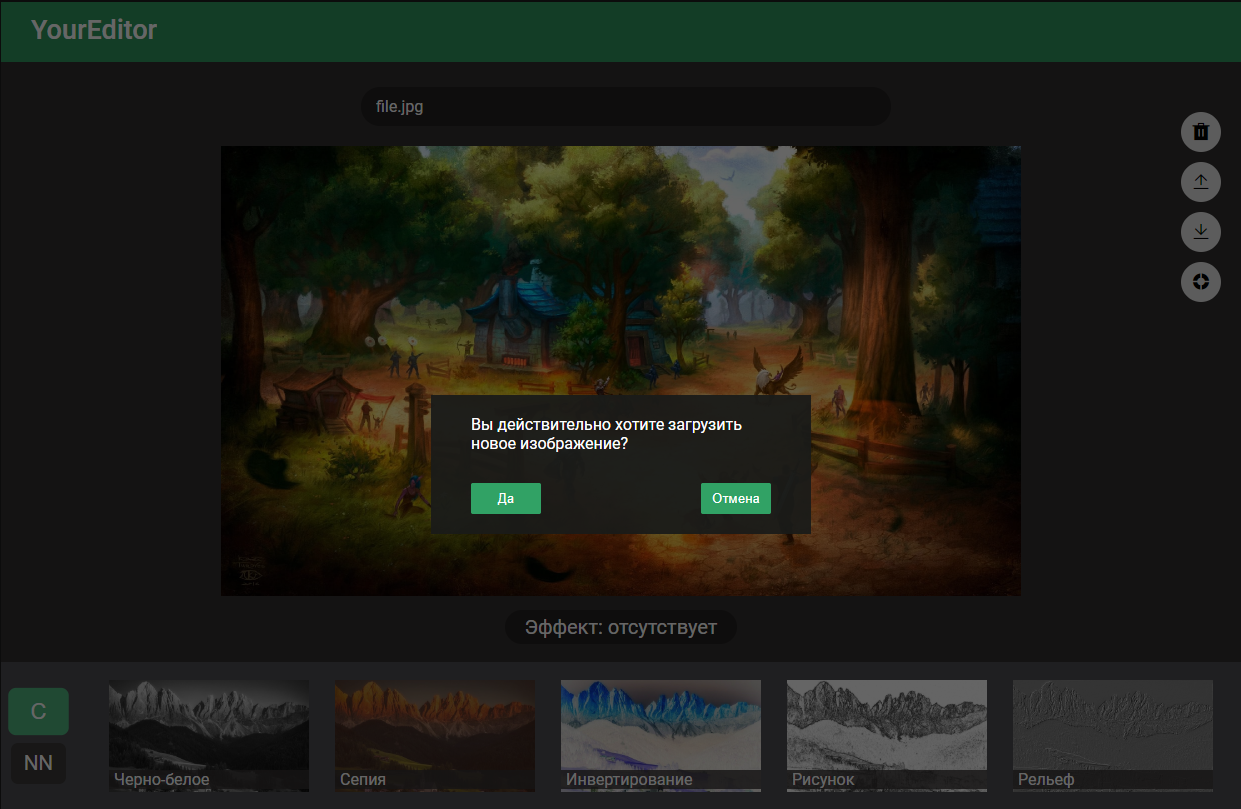 YourEditor
file.jpg
Вы действительно хотите загрузить
новое изображение?
Да
Отмена
Эффект: отсутствует
C
NN
Черно-белое
Сепия
Инвертирование
Рисунок
Рельеф